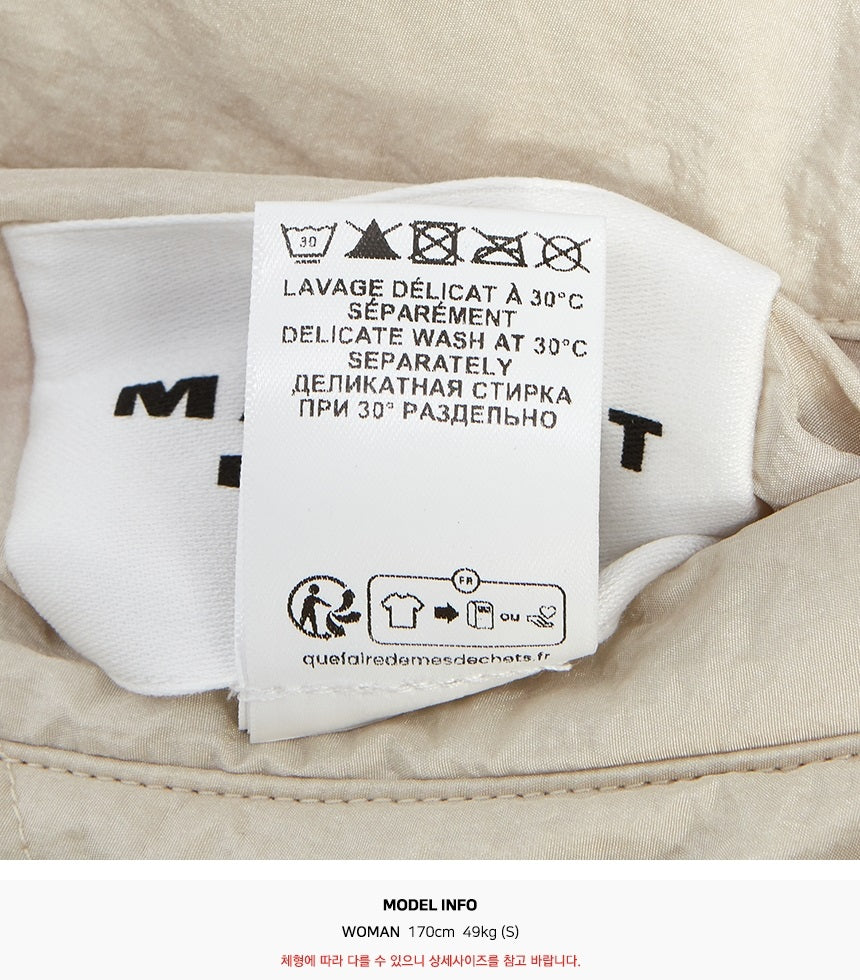 30
LAVAGE DÉLICAT À 30°C
SÉPARÉMENT
DELICATE WASH AT 30°C
SEPARATELY
ДЕЛИКАТНАЯ СТИРКА
ПРИ 30° РАЗДЕЛЬНО
FR
OU
quefairedemesdechets.fr
MODEL INFO
WOMAN 170cm 49kg (S)
체형에 따라 다를 수 있으니 상세사이즈를 참고 바랍니다.